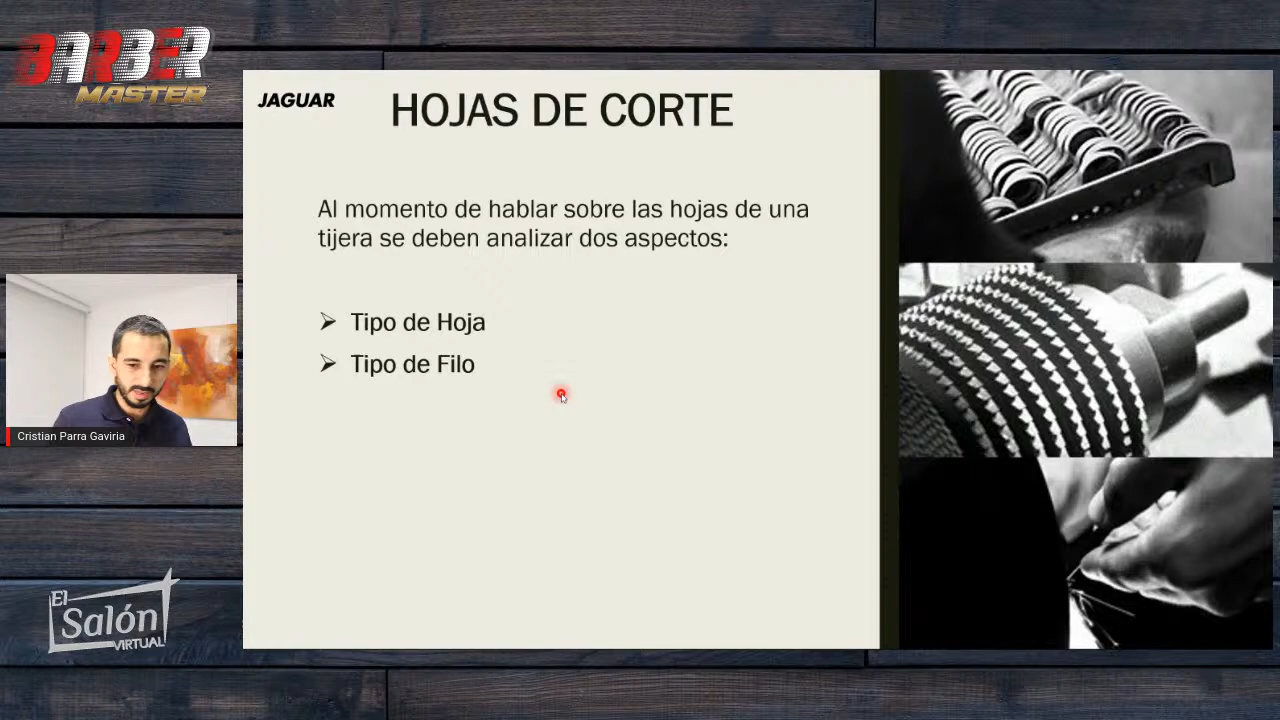 BARBER
MASTER
JAGUAR
HOJAS DE CORTE
Al momento de hablar sobre las hojas de una
tijera se deben analizar dos aspectos:
➢ Tipo de Hoja
➢ Tipo de Filo
Cristian Parra Gaviria
El
Salón
VIRTUAL